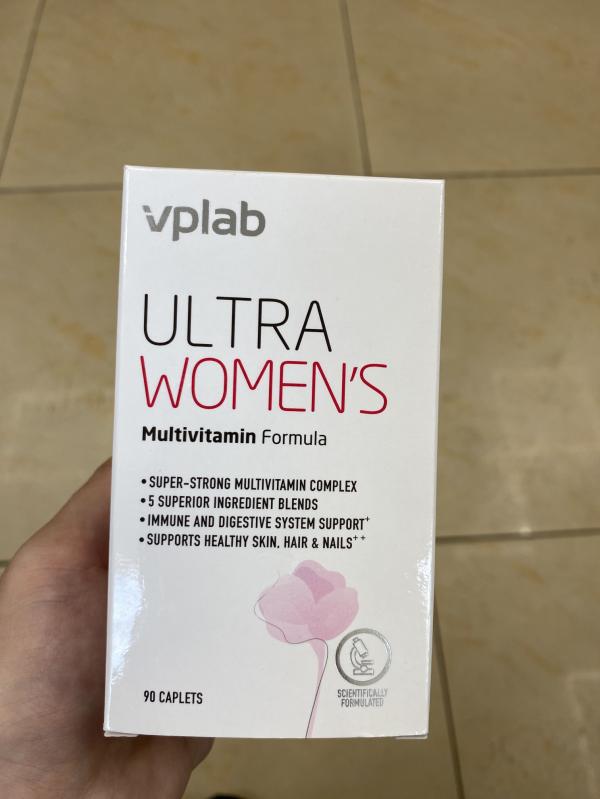 vplab
ULTRA
WOMEN'S
Multivitamin Formula
•SUPER-STRONG MULTIVITAMIN COMPLEX
•5 SUPERIOR INGREDIENT BLENDS
•IMMUNE AND DIGESTIVE SYSTEM SUPPORT⁺
•SUPPORTS HEALTHY SKIN, HAIR & NAILS⁺⁺
90 CAPLETS
SCIENTIFICALLY
FORMULATED